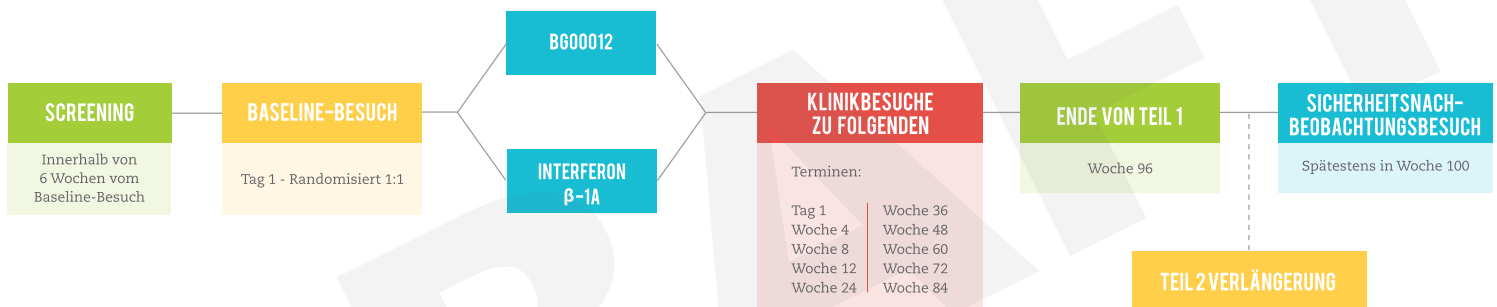 SCREENING
Innerhalb von
6 Wochen vom
Baseline-Besuch
BASELINE-BESUCH
Tag 1 - Randomisiert 1:1
BG00012
INTERFERON
β-1A
KLINIKBESUCHE
ZU FOLGENDEN
Terminen:
Tag 1
Woche 4
Woche 8
Woche 12
Woche 24
Woche 36
Woche 48
Woche 60
Woche 72
Woche 84
ENDE VON TEIL 1
Woche 96
SICHERHEITSNACH-
BEOBACHTUNGSBESUCH
Spätestens in Woche 100
TEIL 2 VERLÄNGERUNG
DRAFT